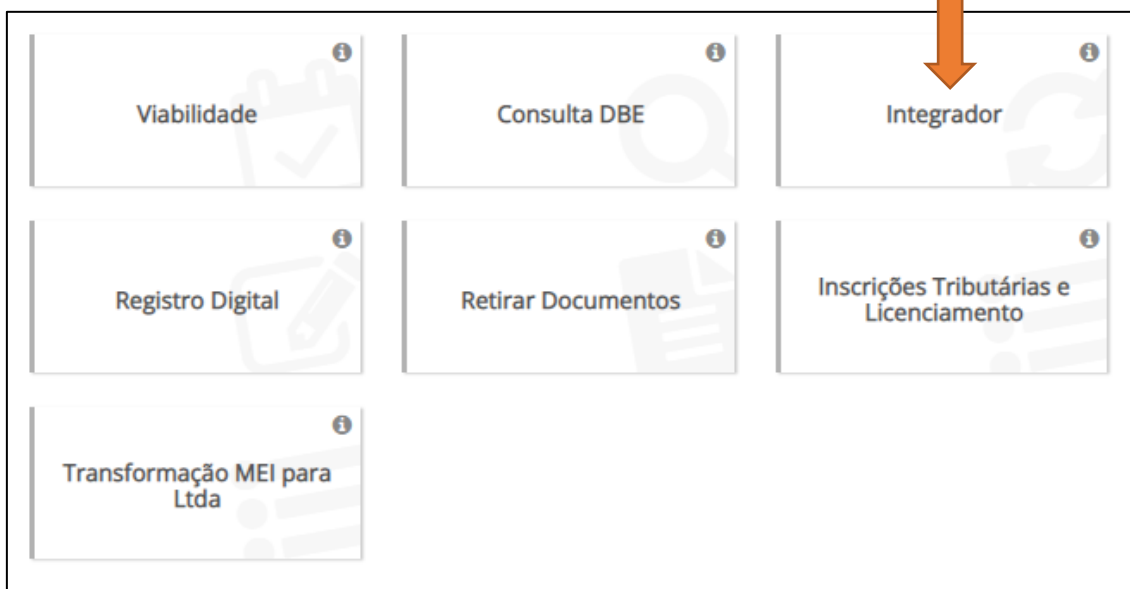 Viabilidade
Consulta DBE
Integrador
Registro Digital
Retirar Documentos
Inscrições Tributárias e
Licenciamento
Transformação MEI para
Ltda